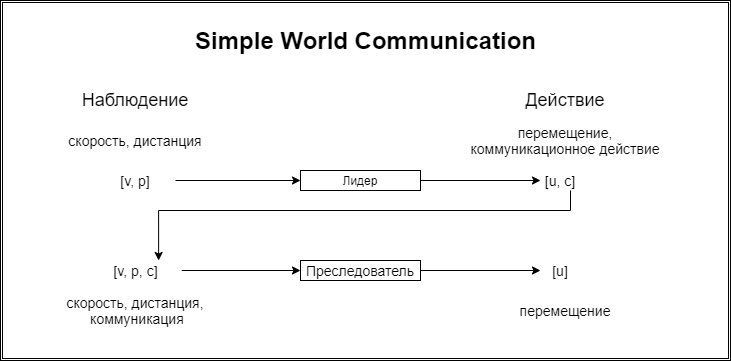 Simple World Communication
Наблюдение
Действие
скорость, дистанция
перемещение,
коммуникационное действие
[v, p]
Лидер
[u, c]
[v, p, c]
Преследователь
[u]
скорость, дистанция,
коммуникация
перемещение